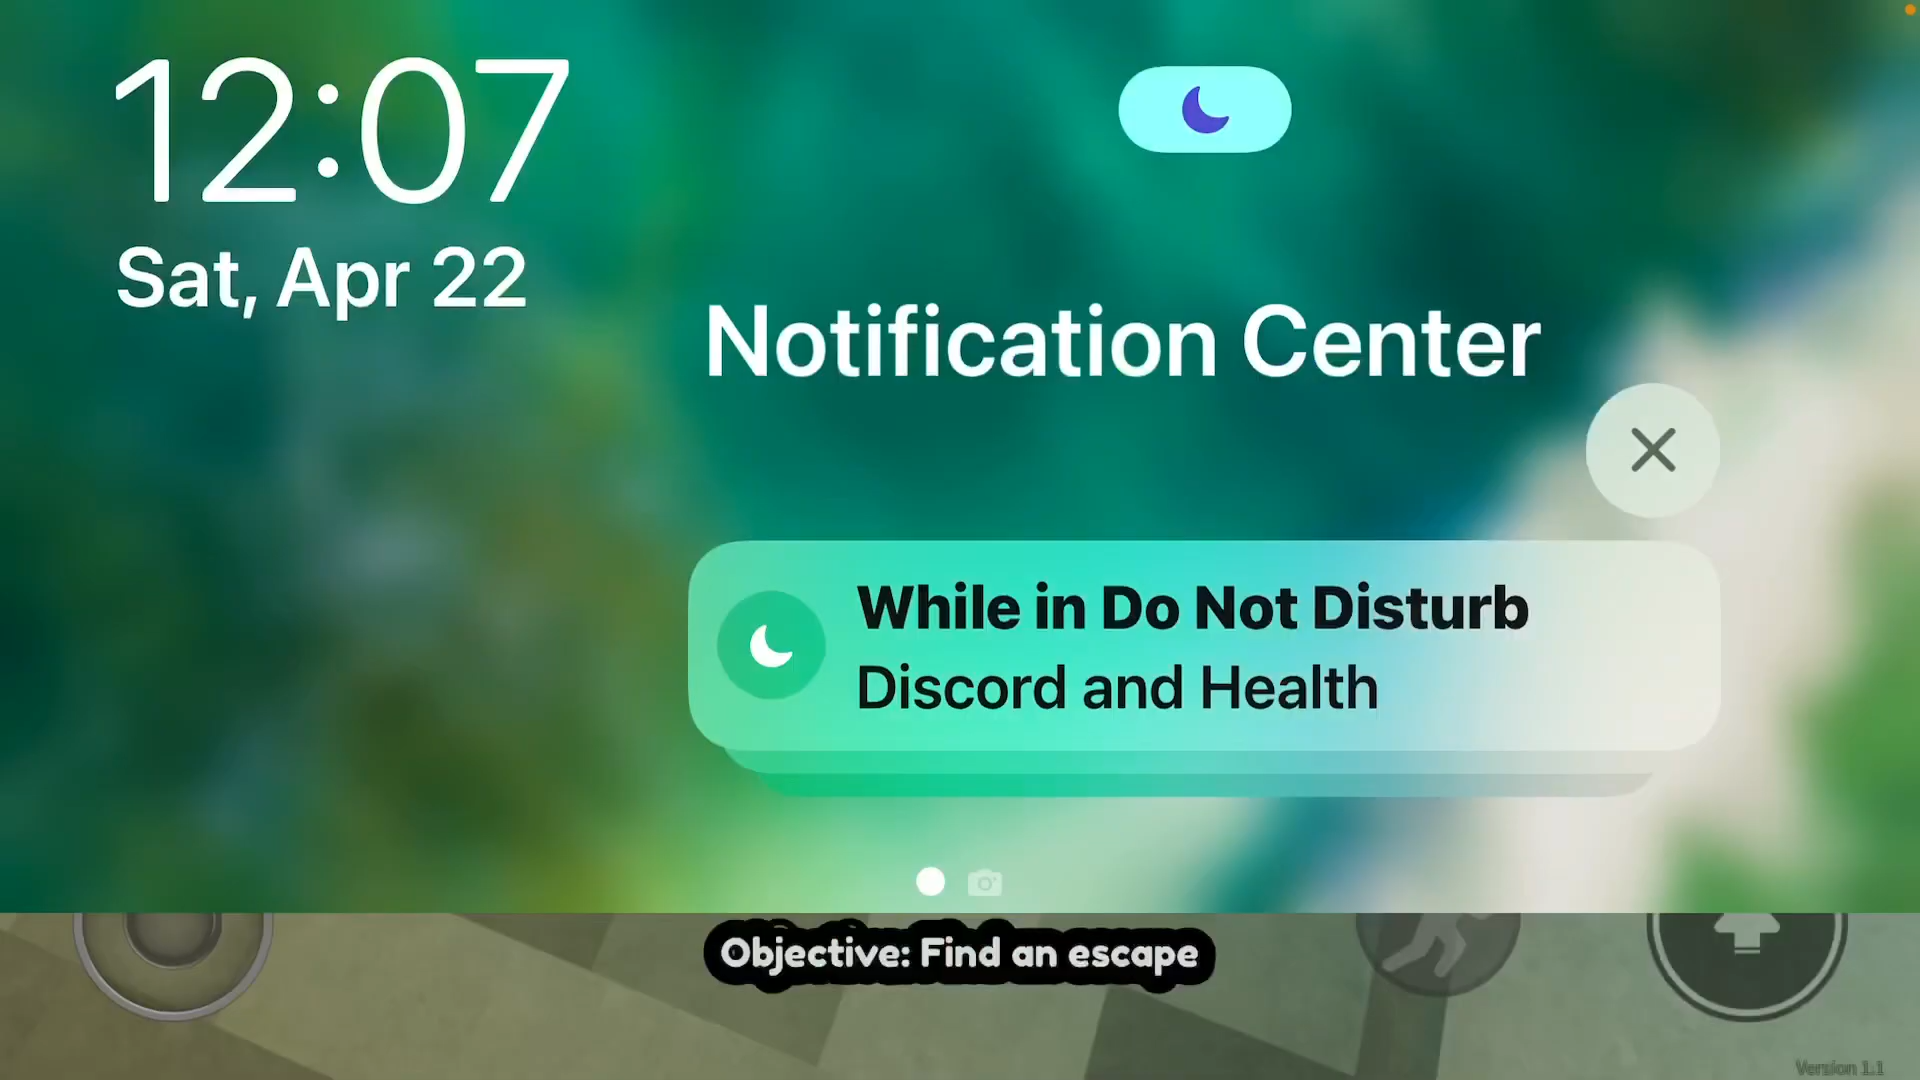 12:07
Sat, Apr 22
Notification Center
While in Do Not Disturb
Discord and Health
Objective: Find an escape
Version 1.1